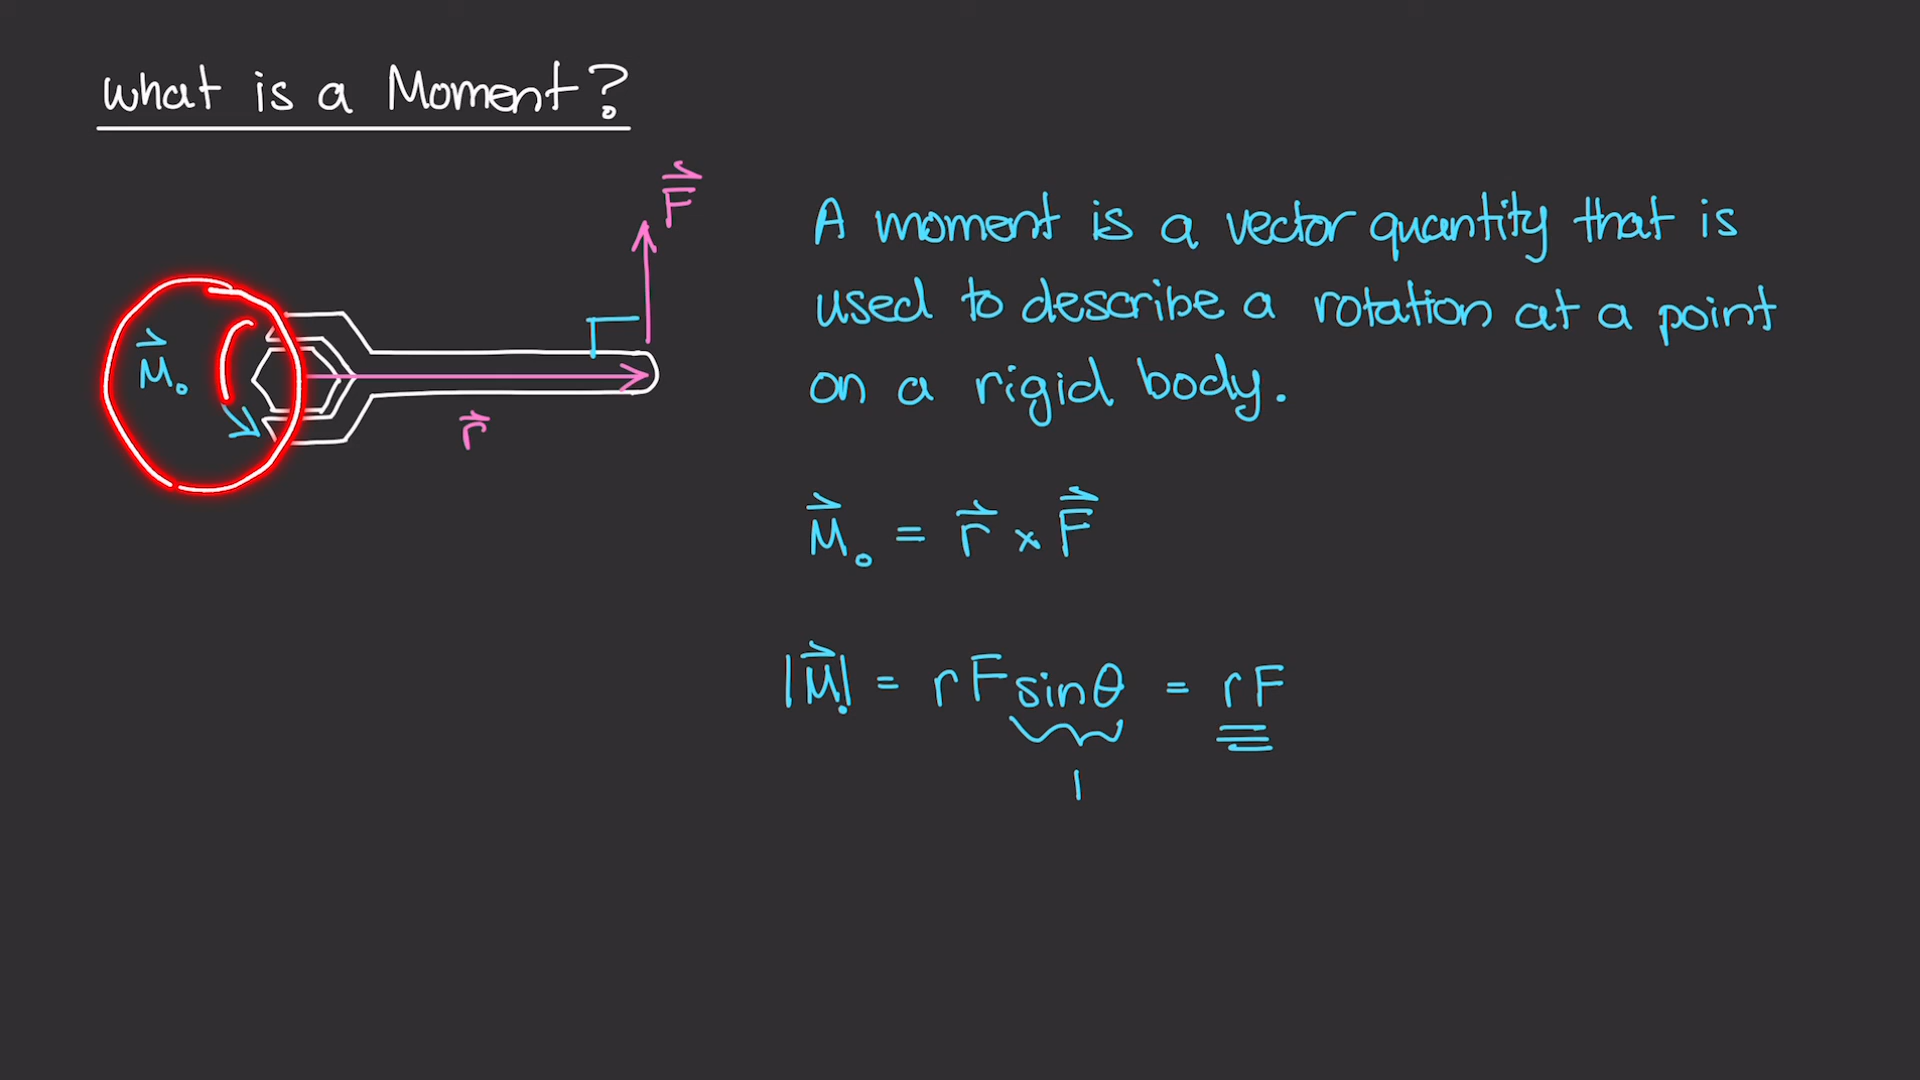 What is a Moment?
F⃗
M⃗₀
r⃗
A moment is a vector quantity that is
used to describe a rotation at a point
on a rigid body.
M⃗₀ = r⃗ × F⃗
|M⃗₀| = rF sinθ = rF
1